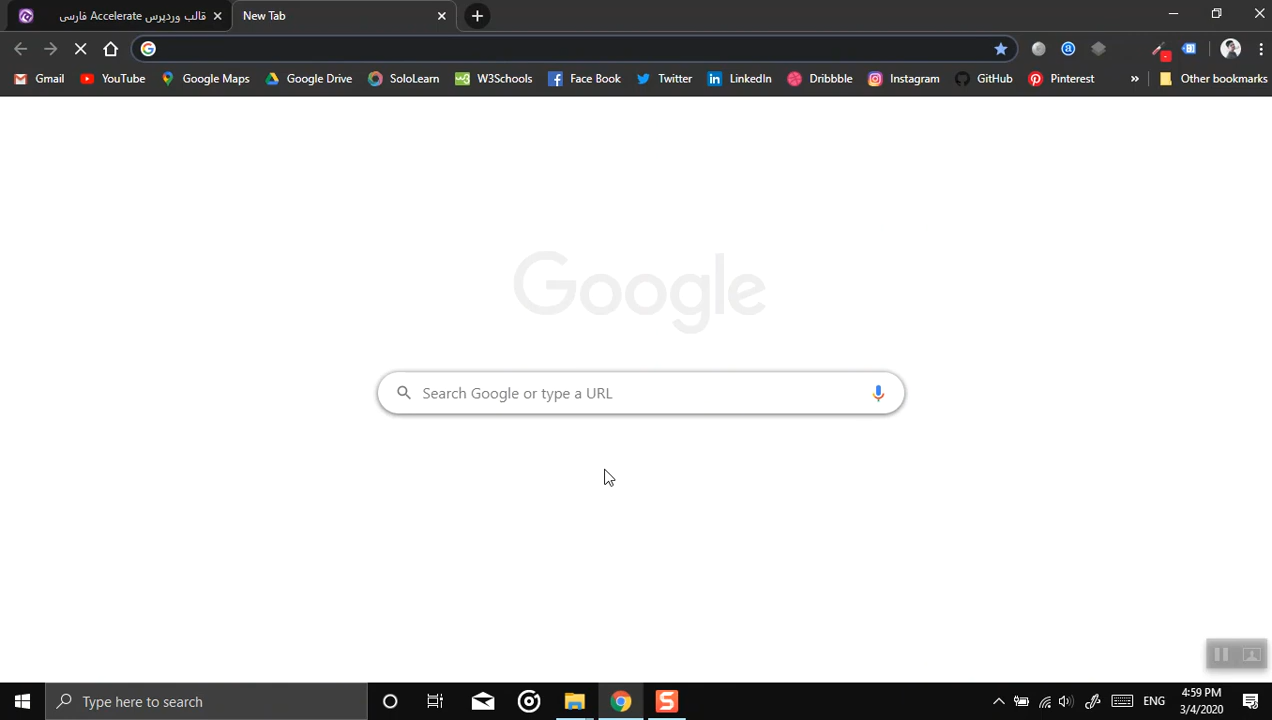 قالب وردپرس Accelerate فارسی
New Tab
Gmail
YouTube
Google Maps
Google Drive
SoloLearn
W3Schools
Face Book
Twitter
LinkedIn
Dribbble
Instagram
GitHub
Pinterest
»
Other bookmarks
Google
Search Google or type a URL
Type here to search
ENG
4:59 PM
3/4/2020